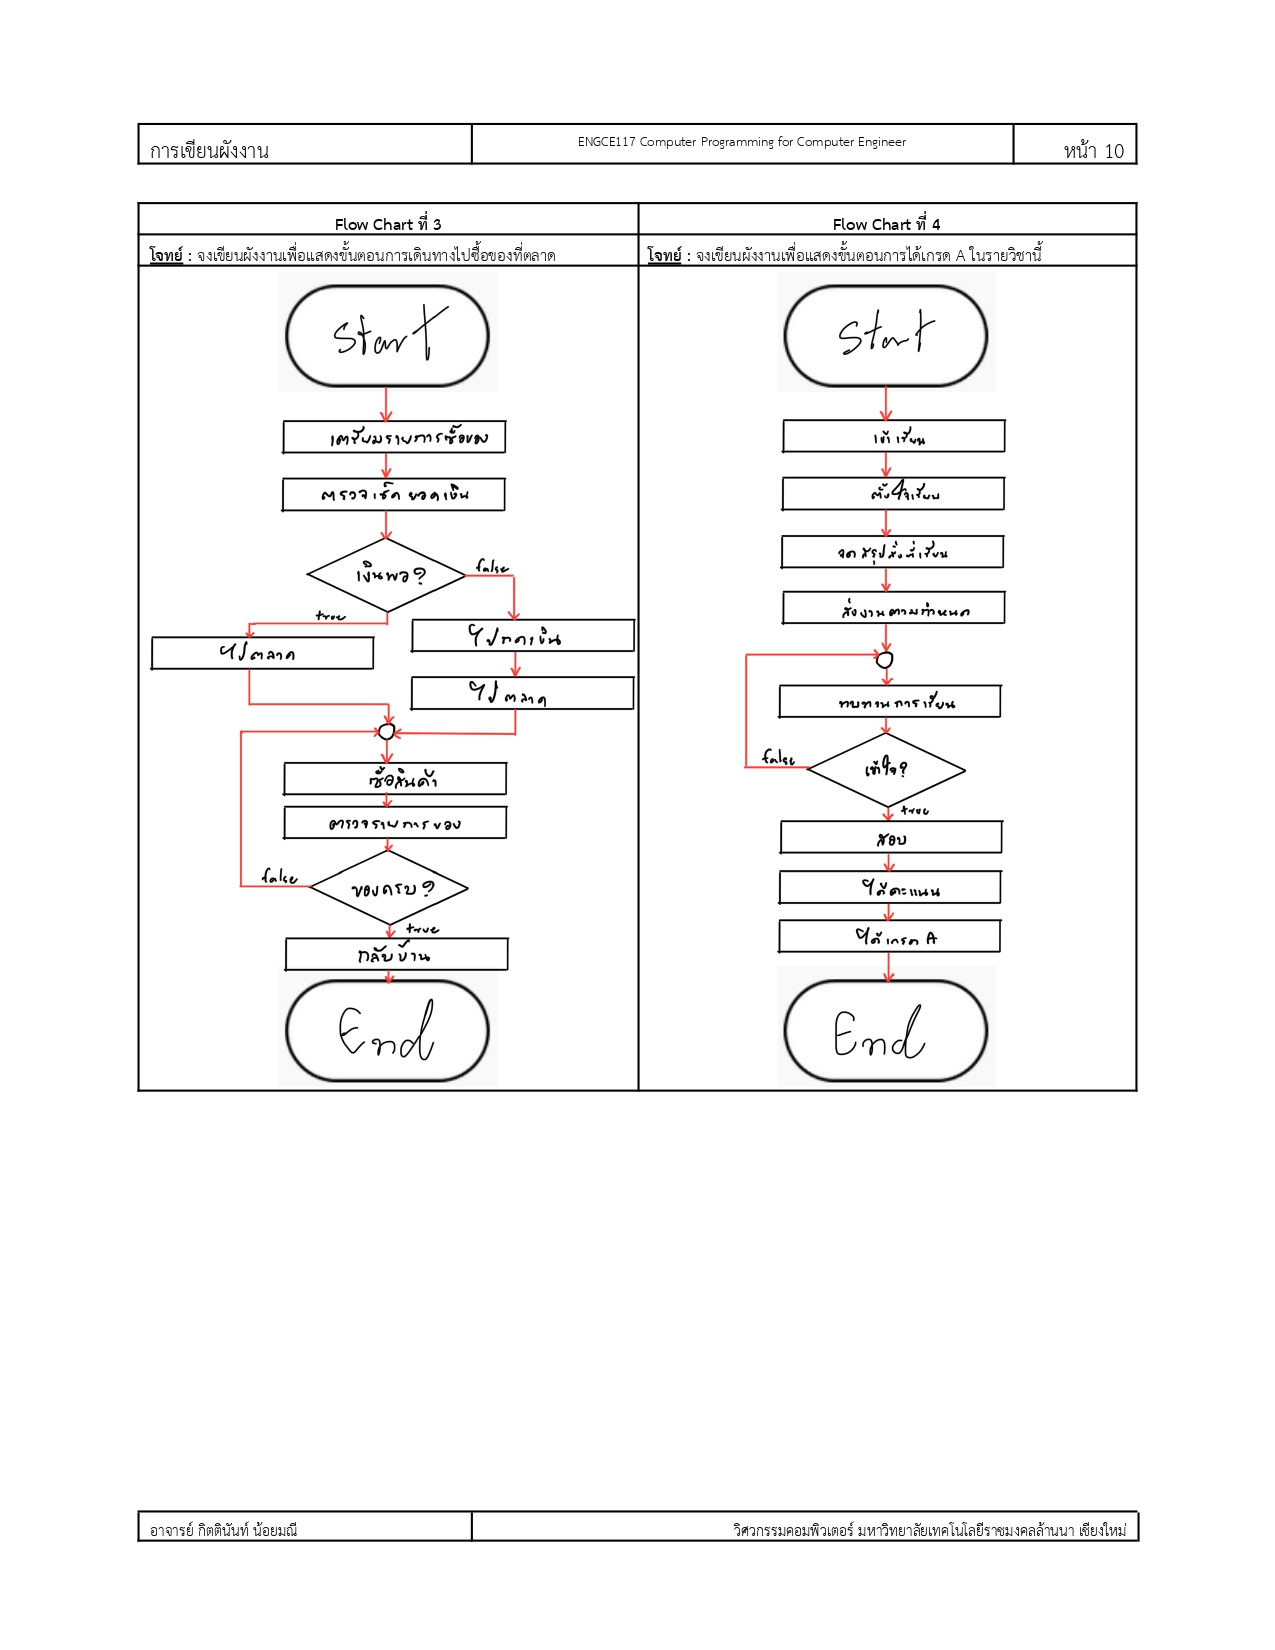 การเขียนผังงาน
ENGCE117 Computer Programming for Computer Engineer
หน้า 10
Flow Chart ที่ 3
โจทย์ : จงเขียนผังงานเพื่อแสดงขั้นตอนการเดินทางไปซื้อของที่ตลาด
Start
เตรียมรายการซื้อของ
ตรวจเช็คยอดเงิน
เงินพอ?
false
true
ไปกดเงิน
ไปตลาด
ไปตลาด
ซื้อสินค้า
ตรวจรายการของ
ของครบ?
false
true
กลับบ้าน
End
Flow Chart ที่ 4
โจทย์ : จงเขียนผังงานเพื่อแสดงขั้นตอนการได้เกรด A ในรายวิชานี้
Start
เข้าเรียน
ตั้งใจเรียน
จดสรุปสิ่งที่เรียน
ส่งงานตามกำหนด
ทบทวนการเรียน
เข้าใจ?
false
true
สอบ
ได้คะแนน
ได้เกรด A
End
อาจารย์ กิตตินันท์ น้อยมณี
วิศวกรรมคอมพิวเตอร์ มหาวิทยาลัยเทคโนโลยีราชมงคลล้านนา เชียงใหม่